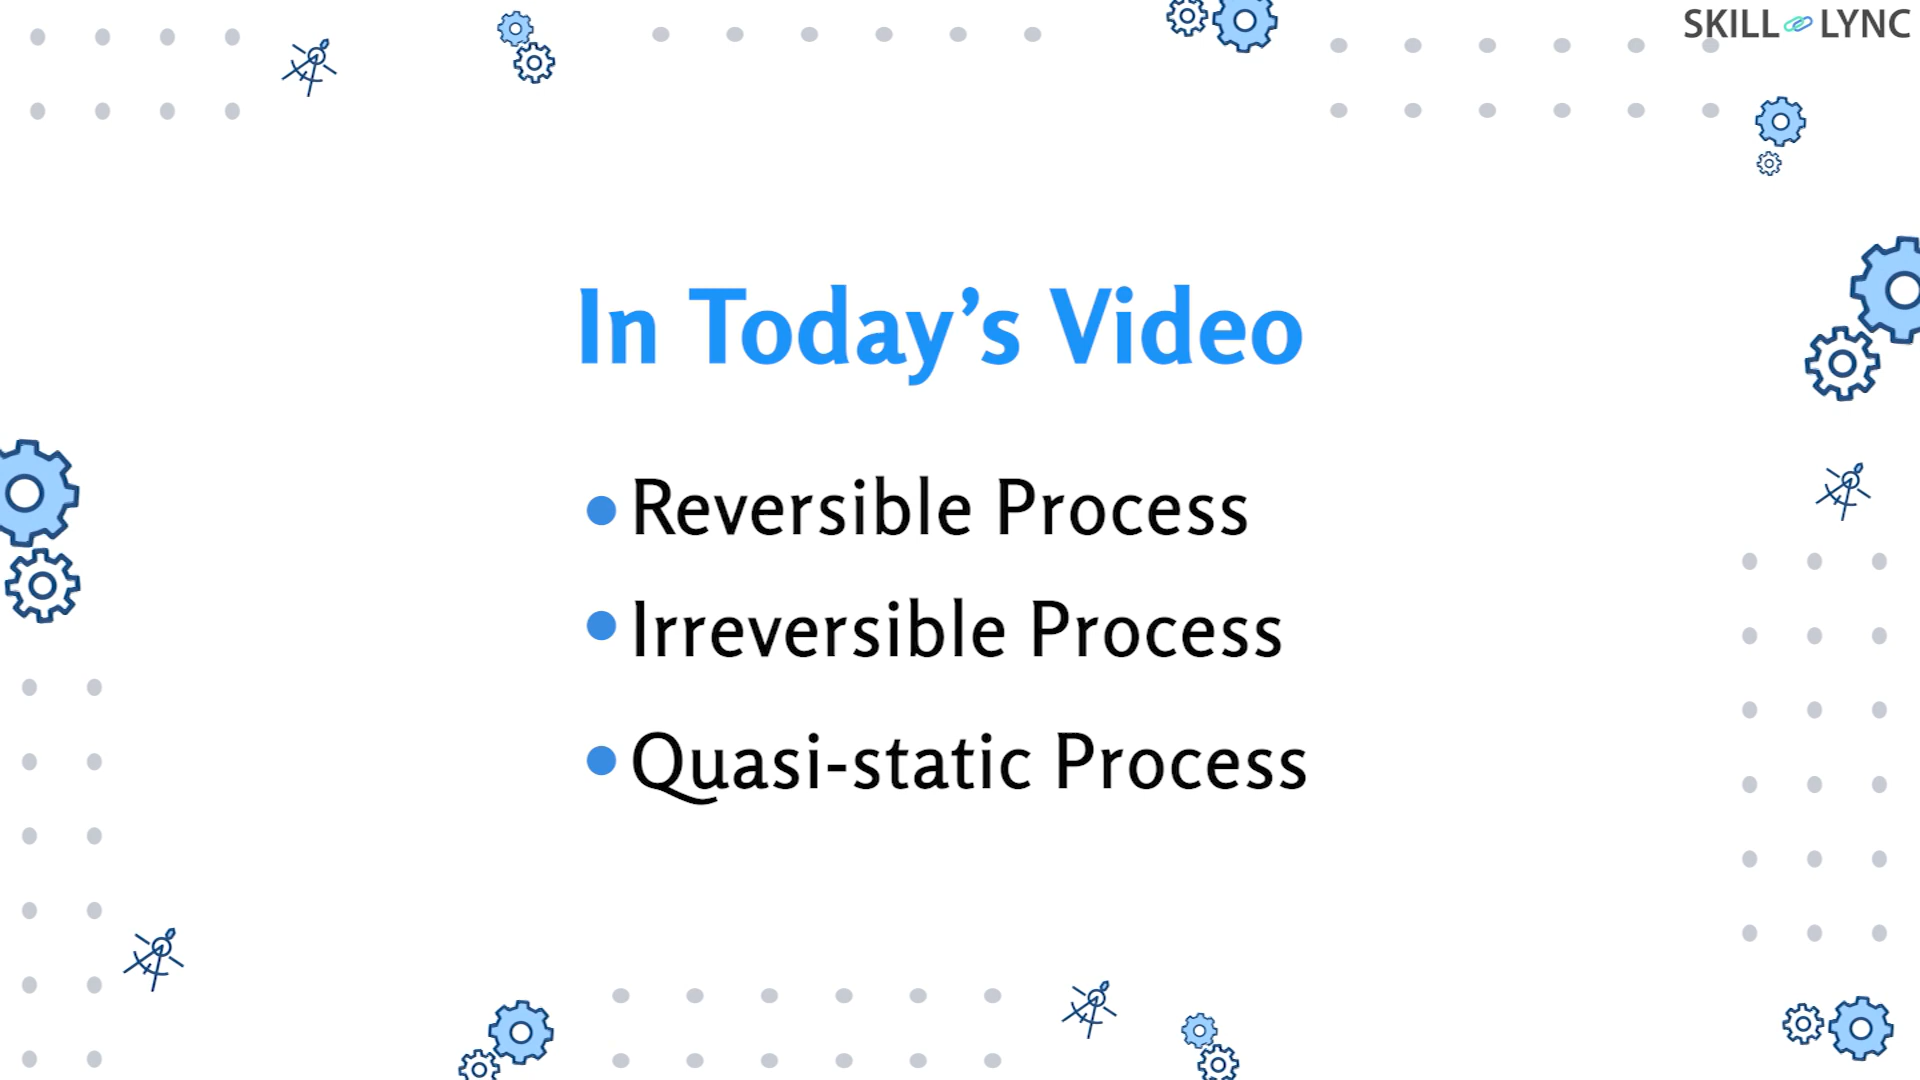 SKILL LYNC
In Today’s Video
Reversible Process
Irreversible Process
Quasi-static Process